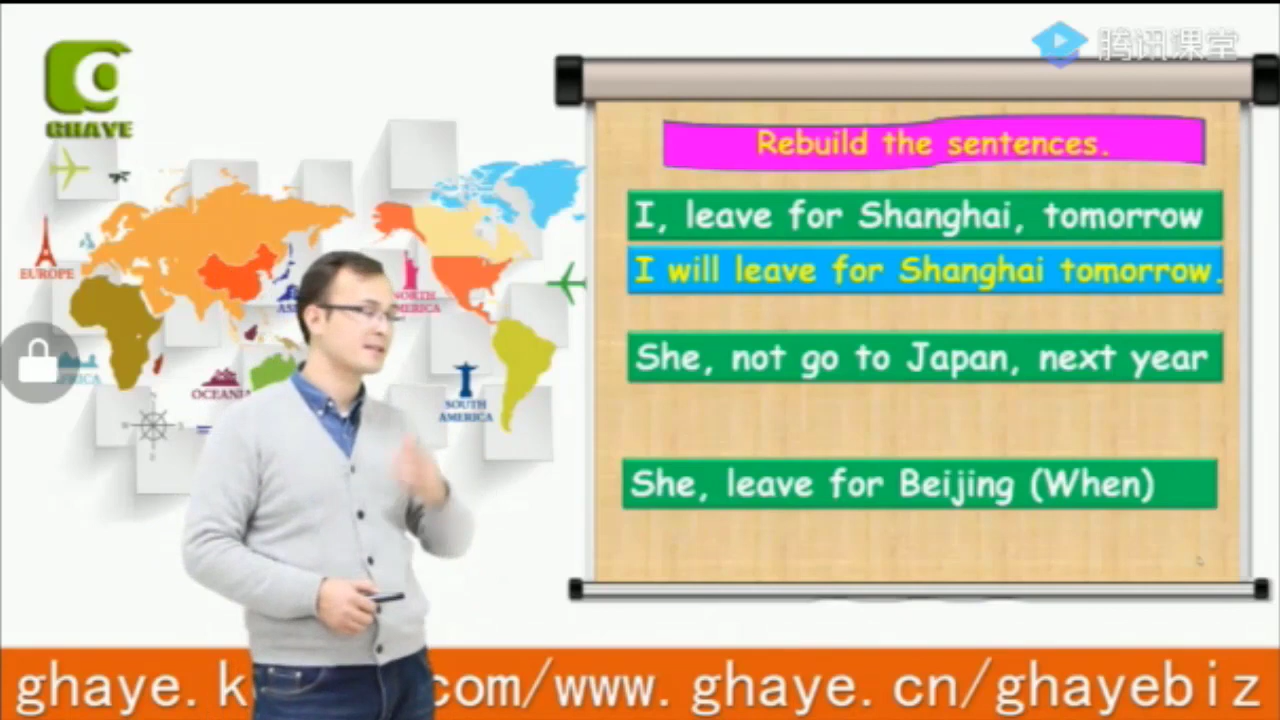 GHAYE
腾讯课堂
Rebuild the sentences.
I, leave for Shanghai, tomorrow
I will leave for Shanghai tomorrow.
She, not go to Japan, next year
She, leave for Beijing (When)
EUROPE
NORTH
AMERICA
OCEANIA
SOUTH
AMERICA
ghaye.k com/www.ghaye.cn/ghayebiz